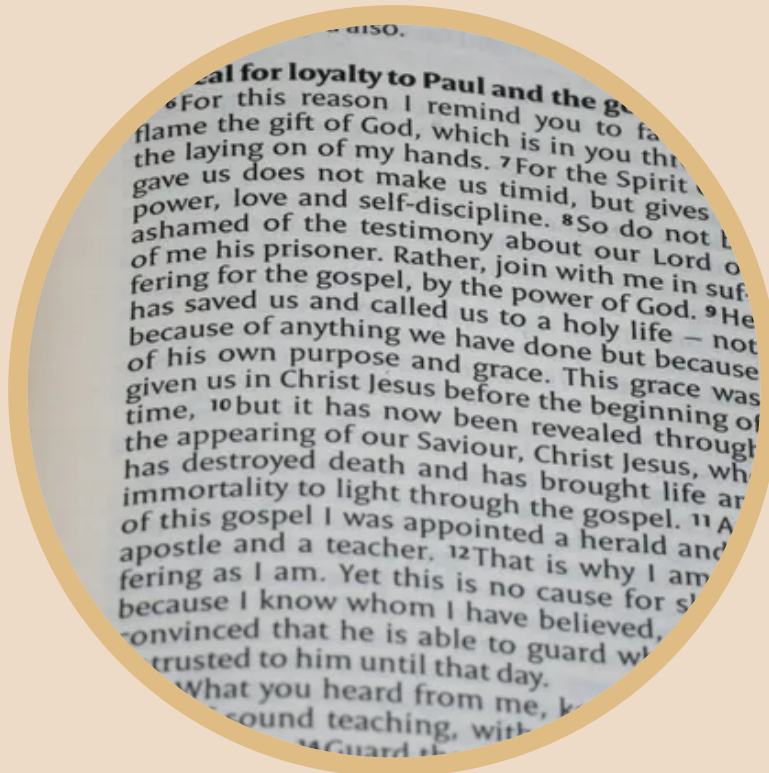 also.
for loyalty to Paul and the
⁶For this reason I remind you to
flame the gift of God, which is in you
the laying on of my hands. ⁷For the Spirit
gave us does not make us timid, but gives
power, love and self-discipline. ⁸So do not
ashamed of the testimony about our Lord
of me his prisoner. Rather, join with me in suf-
fering for the gospel, by the power of God. ⁹He
has saved us and called us to a holy life – not
because of anything we have done but because
of his own purpose and grace. This grace was
given us in Christ Jesus before the beginning of
time, ¹⁰but it has now been revealed through
the appearing of our Saviour, Christ Jesus,
has destroyed death and has brought life
immortality to light through the gospel. ¹¹
of this gospel I was appointed a herald and
apostle and a teacher. ¹²That is why I am
fering as I am. Yet this is no cause for
because I know whom I have believed,
convinced that he is able to guard
trusted to him until that day.
What you heard from me,
sound teaching, with
¹⁴Guard